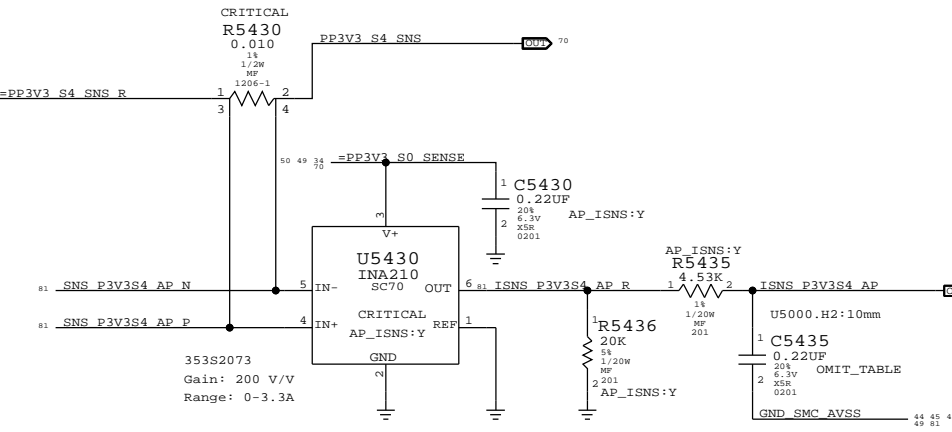 CRITICAL
R5430
0.010
1%
1/2W
MF
1206-1
PP3V3_S4_SNS
OUT 70
=PP3V3_S4_SNS_R
1 2
3 4
50 49 34
70
=PP3V3_S0_SENSE
1 C5430
0.22UF
20%
6.3V
X5R
0201
2
AP_ISNS:Y
3
V+
U5430
INA210
SC70
CRITICAL
AP_ISNS:Y
81 SNS_P3V3S4_AP_N 5 IN-
81 SNS_P3V3S4_AP_P 4 IN+
OUT 6 81 ISNS_P3V3S4_AP_R
REF 1
GND
2
353S2073
Gain: 200 V/V
Range: 0-3.3A
AP_ISNS:Y
R5435
4.53K
1 2
1%
1/20W
MF
201
ISNS_P3V3S4_AP
1 R5436
20K
5%
1/20W
MF
2 201
AP_ISNS:Y
U5000.H2:10mm
1 C5435
0.22UF
20%
6.3V
X5R
0201
2
OMIT_TABLE
GND_SMC_AVSS
44 45 4
49 81